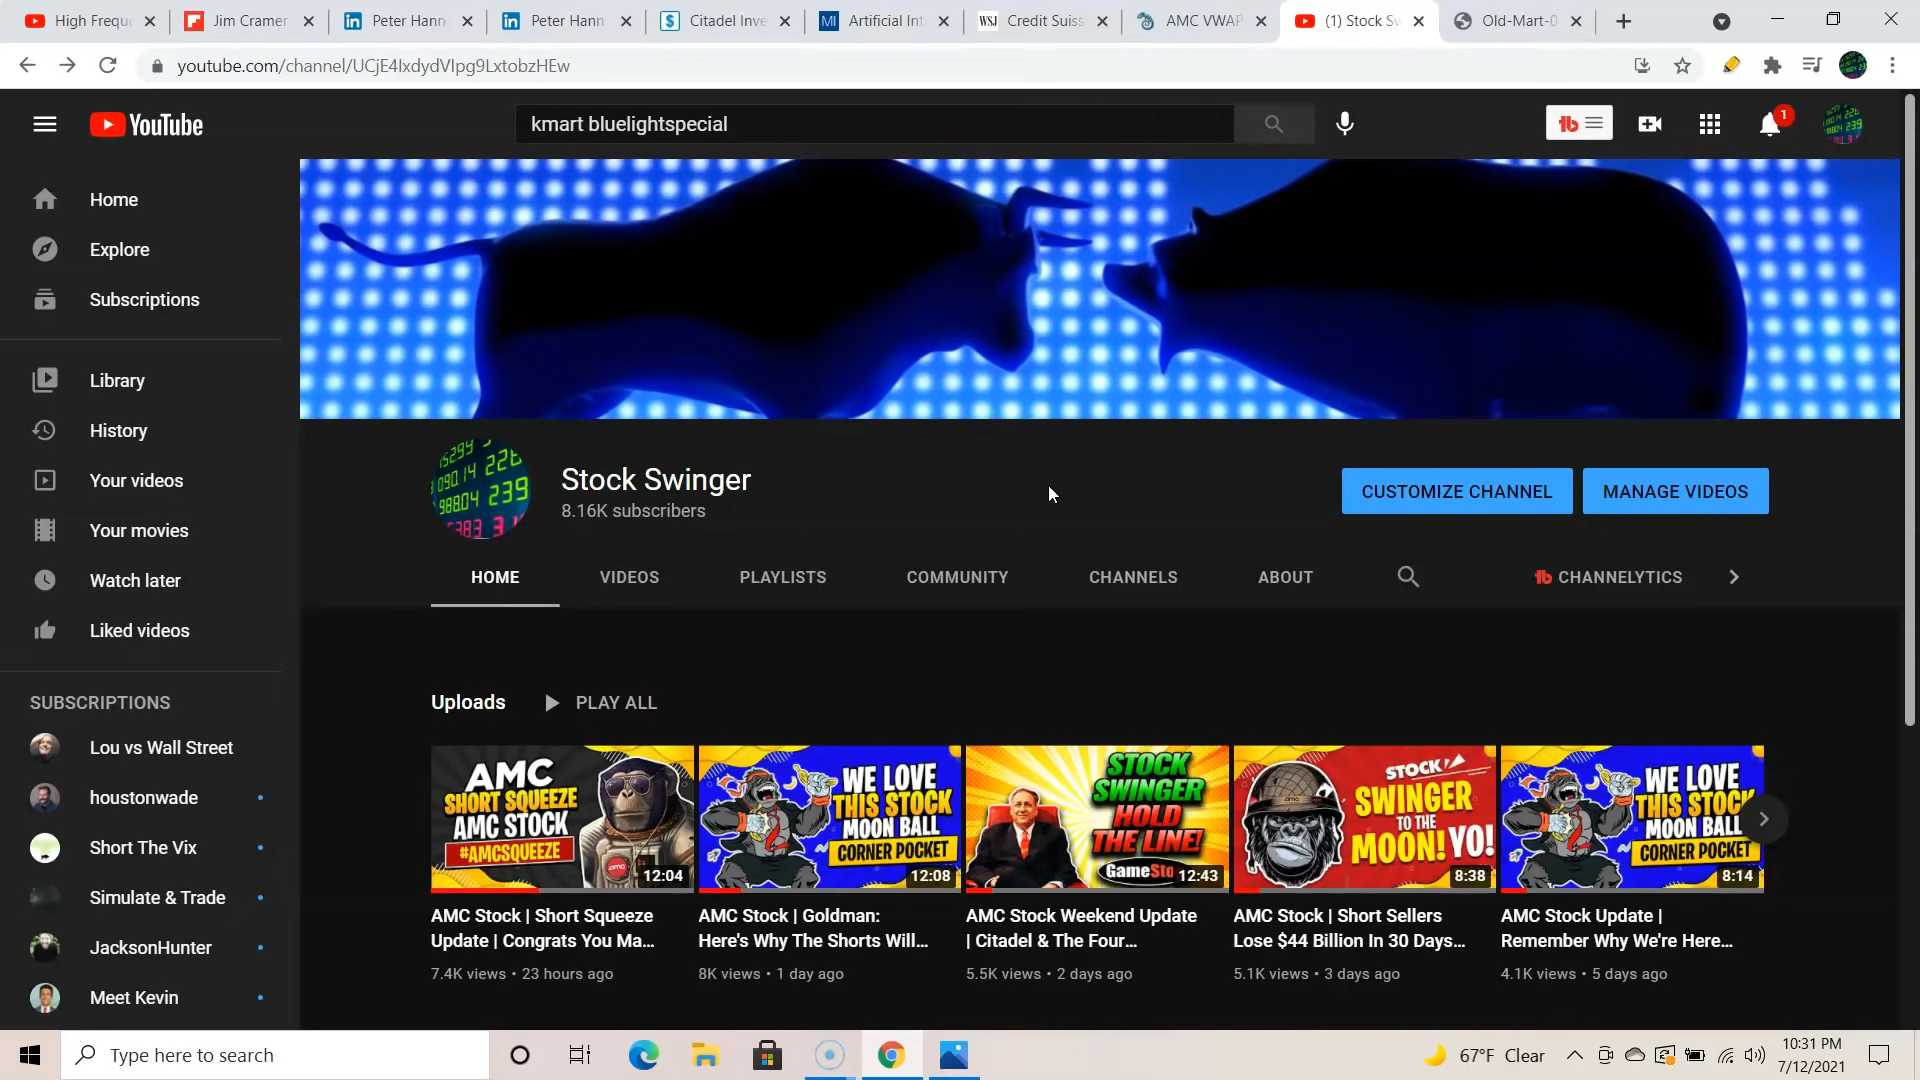 High Frequ
Jim Cramer
Peter Hann
Peter Hann
Citadel Inve
MI
Artificial Int
WSJ
Credit Suiss
AMC VWAP
(1) Stock Sw
Old-Mart-0
youtube.com/channel/UCjE4IxdydVIpg9LxtobzHEw
YouTube
kmart bluelightspecial
1
Home
Explore
Subscriptions
Library
History
Your videos
Your movies
Watch later
Liked videos
SUBSCRIPTIONS
Lou vs Wall Street
houstonwade
Short The Vix
Simulate & Trade
JacksonHunter
Meet Kevin
Stock Swinger
8.16K subscribers
CUSTOMIZE CHANNEL
MANAGE VIDEOS
HOME
VIDEOS
PLAYLISTS
COMMUNITY
CHANNELS
ABOUT
CHANNELYTICS
Uploads
PLAY ALL
AMC
SHORT SQUEEZE
AMC STOCK
#AMCSQUEEZE
12:04
AMC Stock | Short Squeeze
Update | Congrats You Ma...
7.4K views • 23 hours ago
WE LOVE
THIS STOCK
MOON BALL
CORNER POCKET
12:08
AMC Stock | Goldman:
Here's Why The Shorts Will...
8K views • 1 day ago
STOCK
SWINGER
HOLD
THE LINE!
GameSto
12:43
AMC Stock Weekend Update
| Citadel & The Four...
5.5K views • 2 days ago
STOCK
SWINGER
TO THE
MOON! YO!
8:38
AMC Stock | Short Sellers
Lose $44 Billion In 30 Days...
5.1K views • 3 days ago
WE LOVE
THIS STOCK
MOON BALL
CORNER POCKET
8:14
AMC Stock Update |
Remember Why We're Here...
4.1K views • 5 days ago
Type here to search
67°F Clear
10:31 PM
7/12/2021